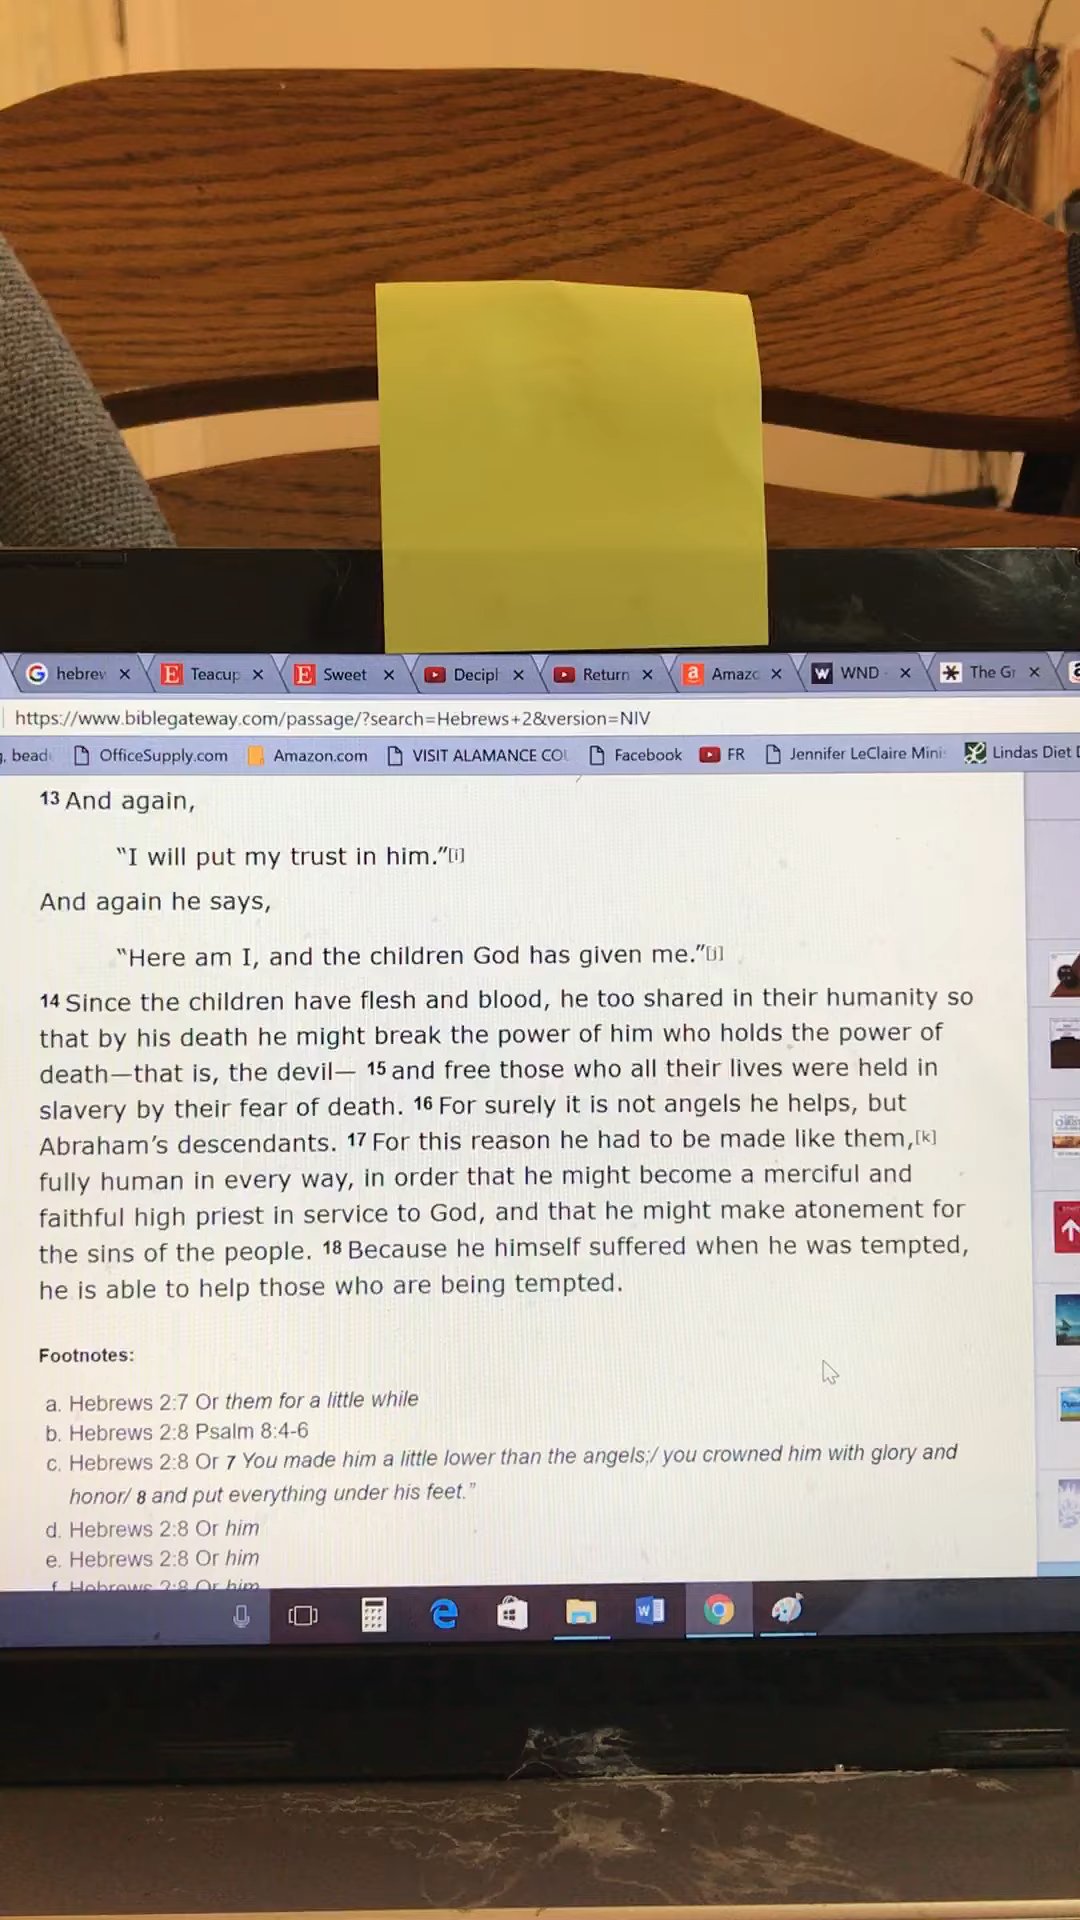 hebrev
Teacup
Sweet
Decipl
Return
Amazc
WND
The Gr
https://www.biblegateway.com/passage/?search=Hebrews+2&version=NIV
, bead
OfficeSupply.com
Amazon.com
VISIT ALAMANCE COU
Facebook
FR
Jennifer LeClaire Mini
Lindas Diet D
13 And again,
“I will put my trust in him.”[i]
And again he says,
“Here am I, and the children God has given me.”[j]
14 Since the children have flesh and blood, he too shared in their humanity so
that by his death he might break the power of him who holds the power of
death—that is, the devil— 15 and free those who all their lives were held in
slavery by their fear of death. 16 For surely it is not angels he helps, but
Abraham’s descendants. 17 For this reason he had to be made like them,[k]
fully human in every way, in order that he might become a merciful and
faithful high priest in service to God, and that he might make atonement for
the sins of the people. 18 Because he himself suffered when he was tempted,
he is able to help those who are being tempted.
Footnotes:
a. Hebrews 2:7 Or them for a little while
b. Hebrews 2:8 Psalm 8:4-6
c. Hebrews 2:8 Or 7 You made him a little lower than the angels;/ you crowned him with glory and
honor/ 8 and put everything under his feet.”
d. Hebrews 2:8 Or him
e. Hebrews 2:8 Or him
f. Hebrews 2:8 Or him